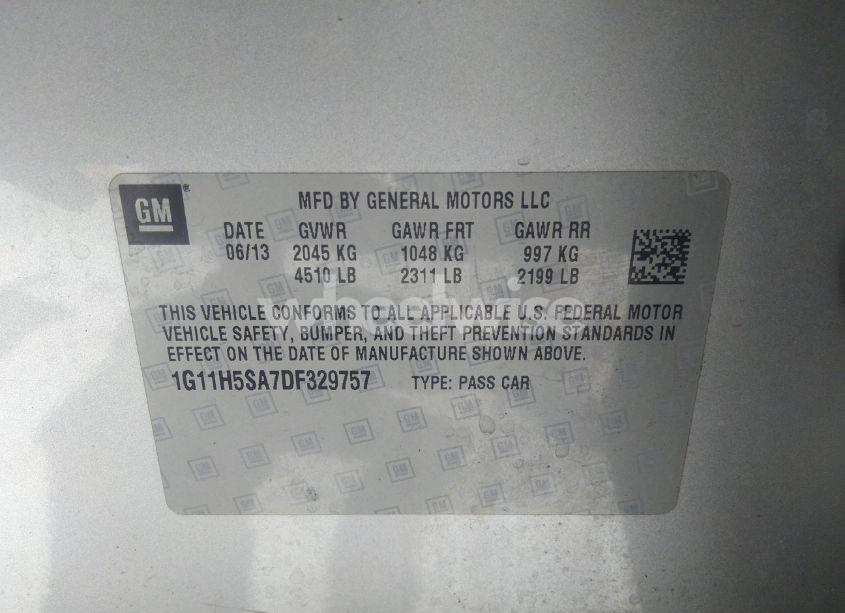 GM
MFD BY GENERAL MOTORS LLC
DATE GVWR GAWR FRT GAWR RR
06/13 2045 KG 1048 KG 997 KG
4510 LB 2311 LB 2199 LB
THIS VEHICLE CONFORMS TO ALL APPLICABLE U.S. FEDERAL MOTOR
VEHICLE SAFETY, BUMPER, AND THEFT PREVENTION STANDARDS IN
EFFECT ON THE DATE OF MANUFACTURE SHOWN ABOVE.
1G11H5SA7DF329757 TYPE: PASS CAR